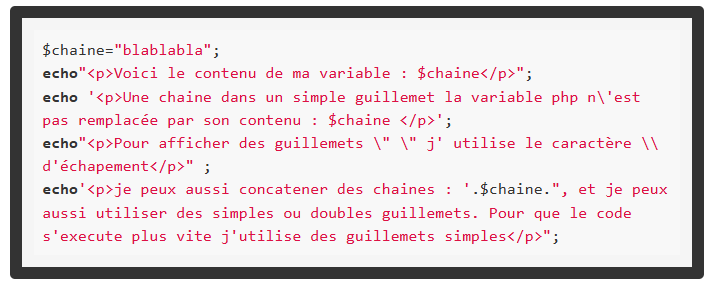 $chaine="blablabla";
echo"<p>Voici le contenu de ma variable : $chaine</p>";
echo '<p>Une chaine dans un simple guillemet la variable php n\'est
pas remplacée par son contenu : $chaine </p>';
echo"<p>Pour afficher des guillemets \" \" j' utilise le caractère \\
d'échapement</p>" ;
echo'<p>je peux aussi concatener des chaines : '.$chaine.", et je peux
aussi utiliser des simples ou doubles guillemets. Pour que le code
s'execute plus vite j'utilise des guillemets simples</p>";